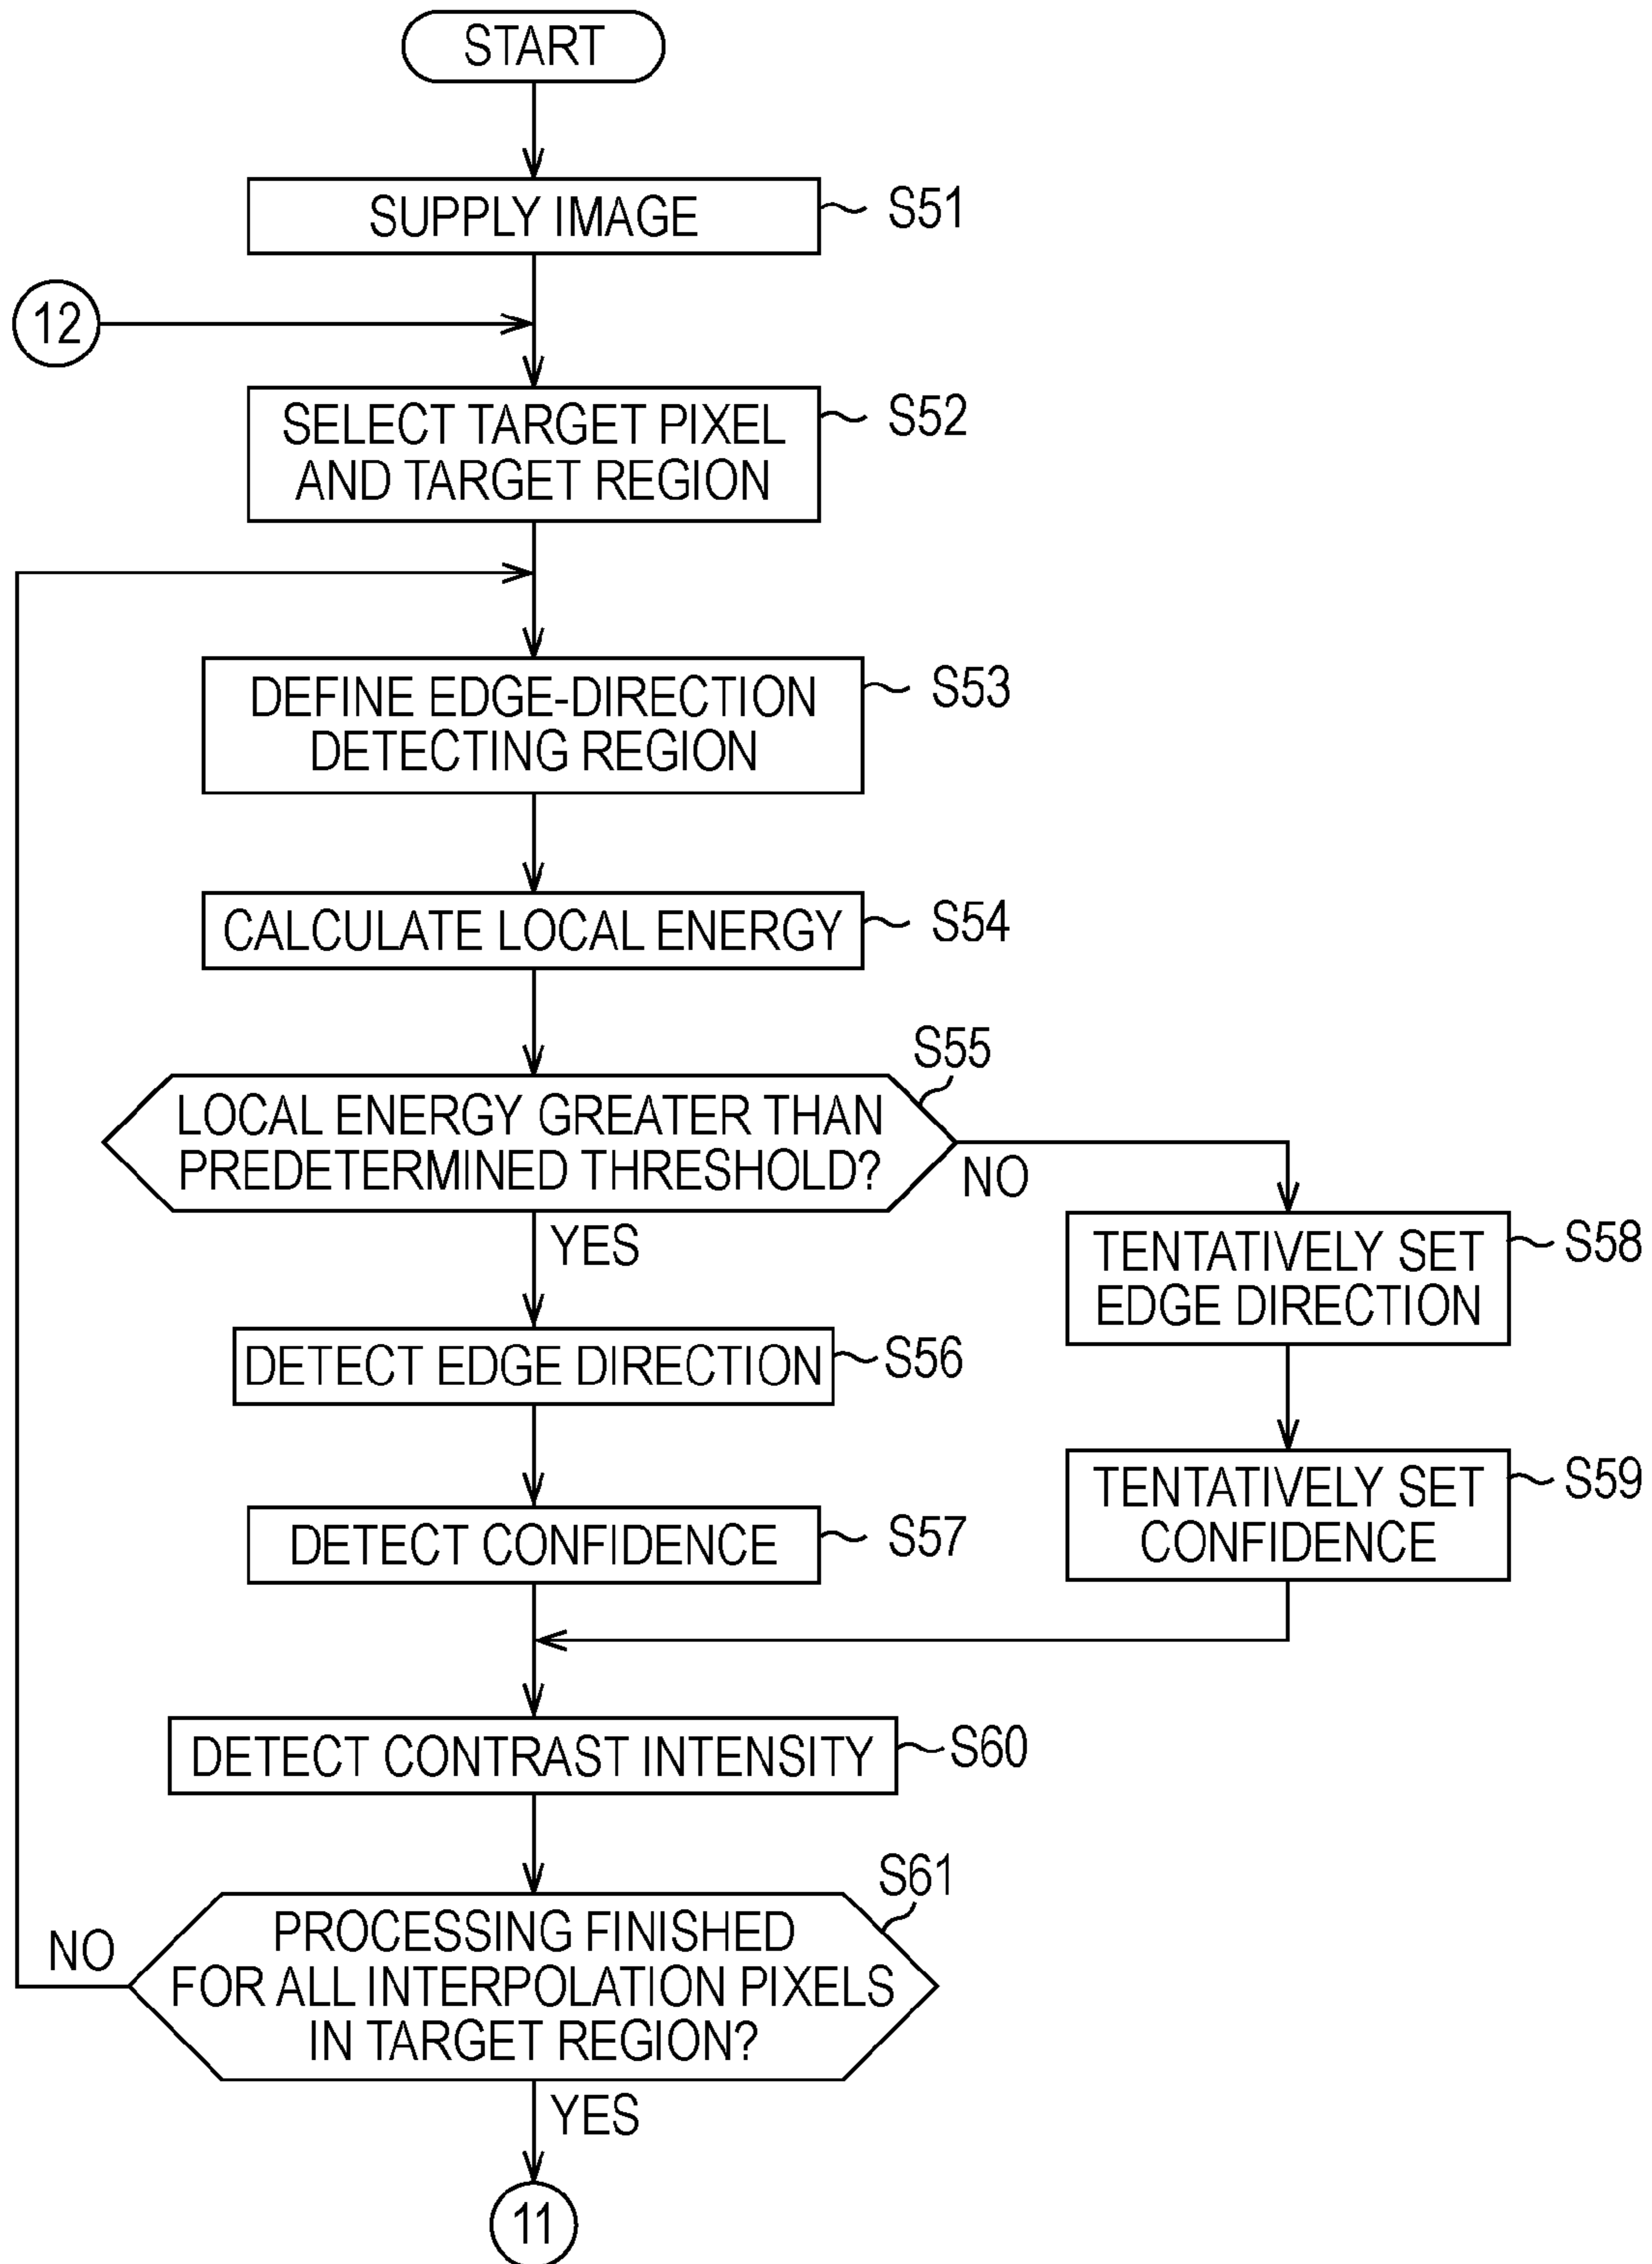 START
SUPPLY IMAGE
S51
12
SELECT TARGET PIXEL
AND TARGET REGION
S52
DEFINE EDGE-DIRECTION
DETECTING REGION
S53
CALCULATE LOCAL ENERGY
S54
S55
LOCAL ENERGY GREATER THAN
PREDETERMINED THRESHOLD?
NO
YES
TENTATIVELY SET
EDGE DIRECTION
S58
DETECT EDGE DIRECTION
S56
TENTATIVELY SET
CONFIDENCE
S59
DETECT CONFIDENCE
S57
DETECT CONTRAST INTENSITY
S60
S61
PROCESSING FINISHED
FOR ALL INTERPOLATION PIXELS
IN TARGET REGION?
NO
YES
11